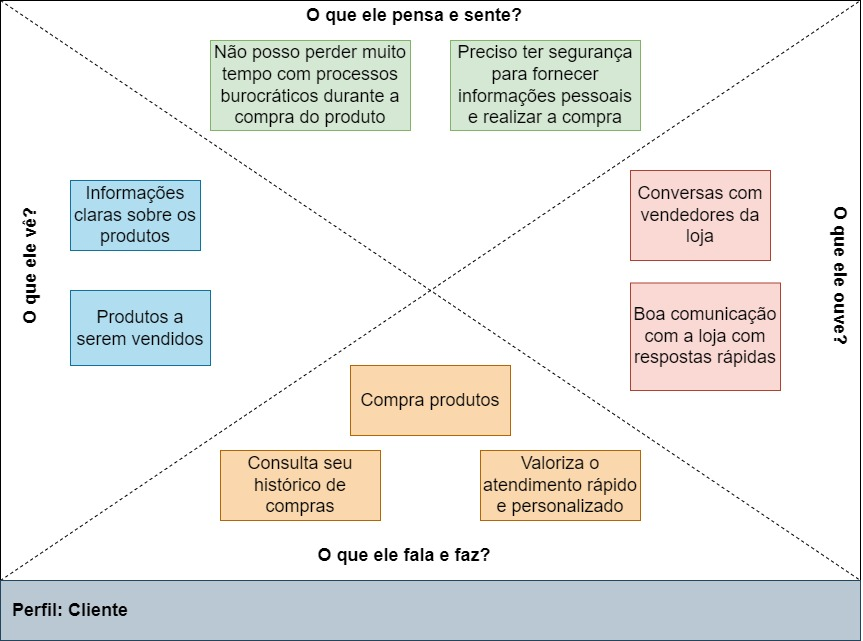 O que ele pensa e sente?
Não posso perder muito
tempo com processos
burocráticos durante a
compra do produto
Preciso ter segurança
para fornecer
informações pessoais
e realizar a compra
O que ele vê?
Informações
claras sobre os
produtos
Produtos a
serem vendidos
Conversas com
vendedores da
loja
Boa comunicação
com a loja com
respostas rápidas
O que ele ouve?
Compra produtos
Consulta seu
histórico de
compras
Valoriza o
atendimento rápido
e personalizado
O que ele fala e faz?
Perfil: Cliente